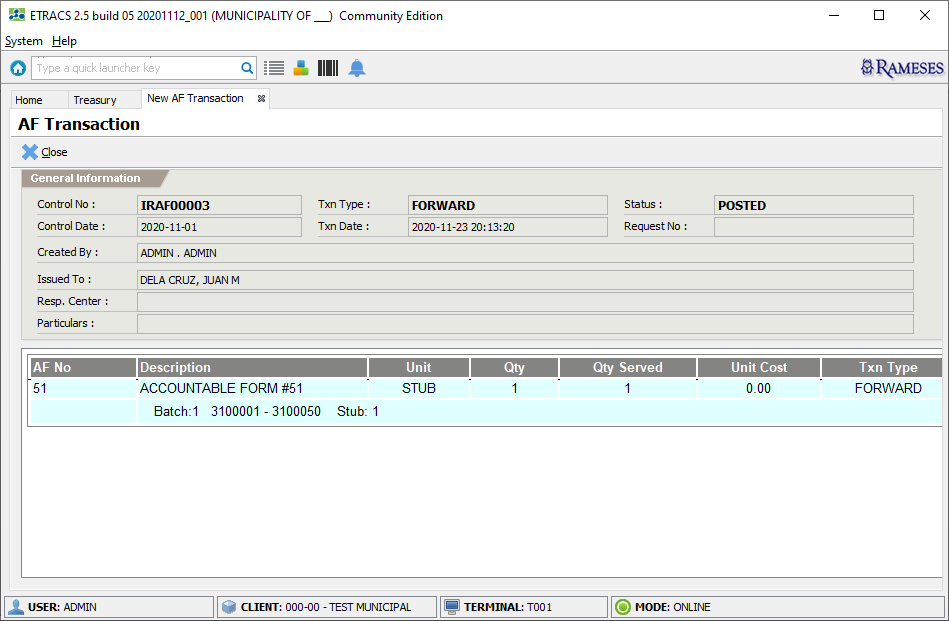 ETRACS 2.5 build 05 20201112_001 (MUNICIPALITY OF ___) Community Edition
System Help
Type a quick launcher key
RAMESES
Home Treasury New AF Transaction
AF Transaction
Close
General Information
Control No : IRAF00003 Txn Type : FORWARD Status : POSTED
Control Date : 2020-11-01 Txn Date : 2020-11-23 20:13:20 Request No :
Created By : ADMIN . ADMIN
Issued To : DELA CRUZ, JUAN M
Resp. Center :
Particulars :
AF No Description Unit Qty Qty Served Unit Cost Txn Type
51 ACCOUNTABLE FORM #51 STUB 1 1 0.00 FORWARD
Batch:1 3100001 - 3100050 Stub: 1
USER: ADMIN CLIENT: 000-00 - TEST MUNICIPAL TERMINAL: T001 MODE: ONLINE